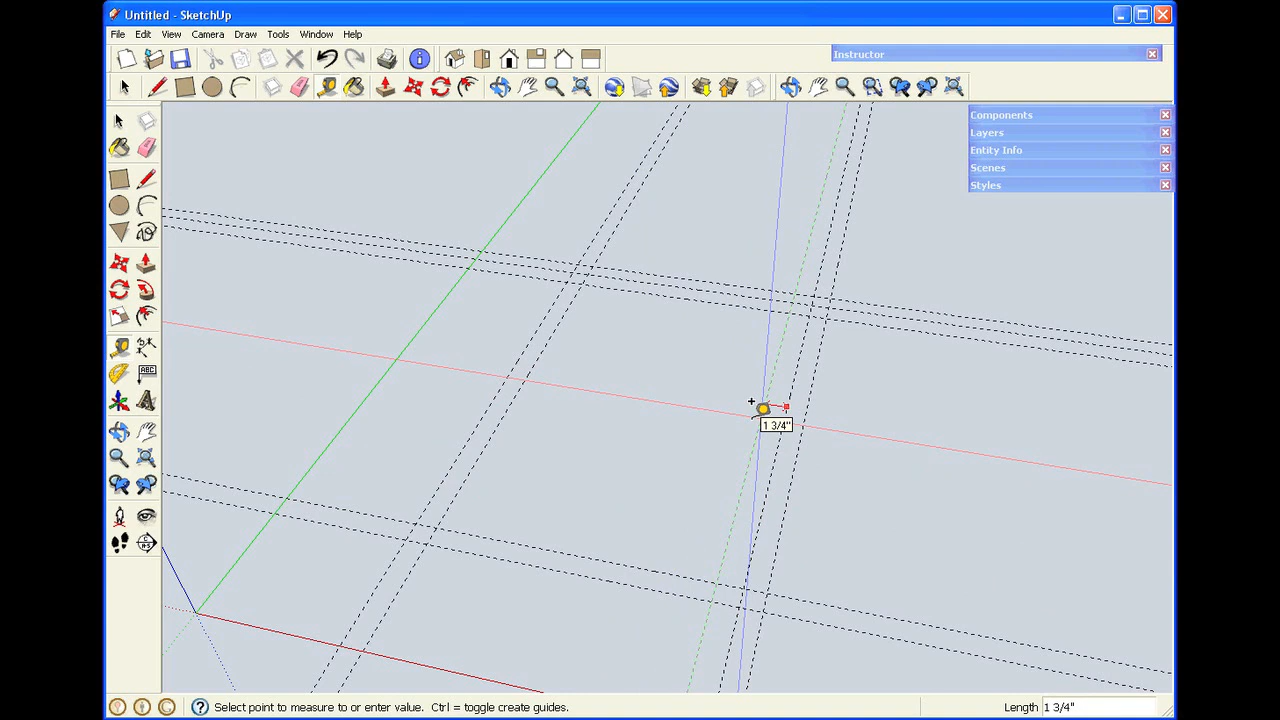 Untitled - SketchUp
File Edit View Camera Draw Tools Window Help
Instructor
Components
Layers
Entity Info
Scenes
Styles
ABC
1 3/4"
Select point to measure to or enter value. Ctrl = toggle create guides.
Length 1 3/4"